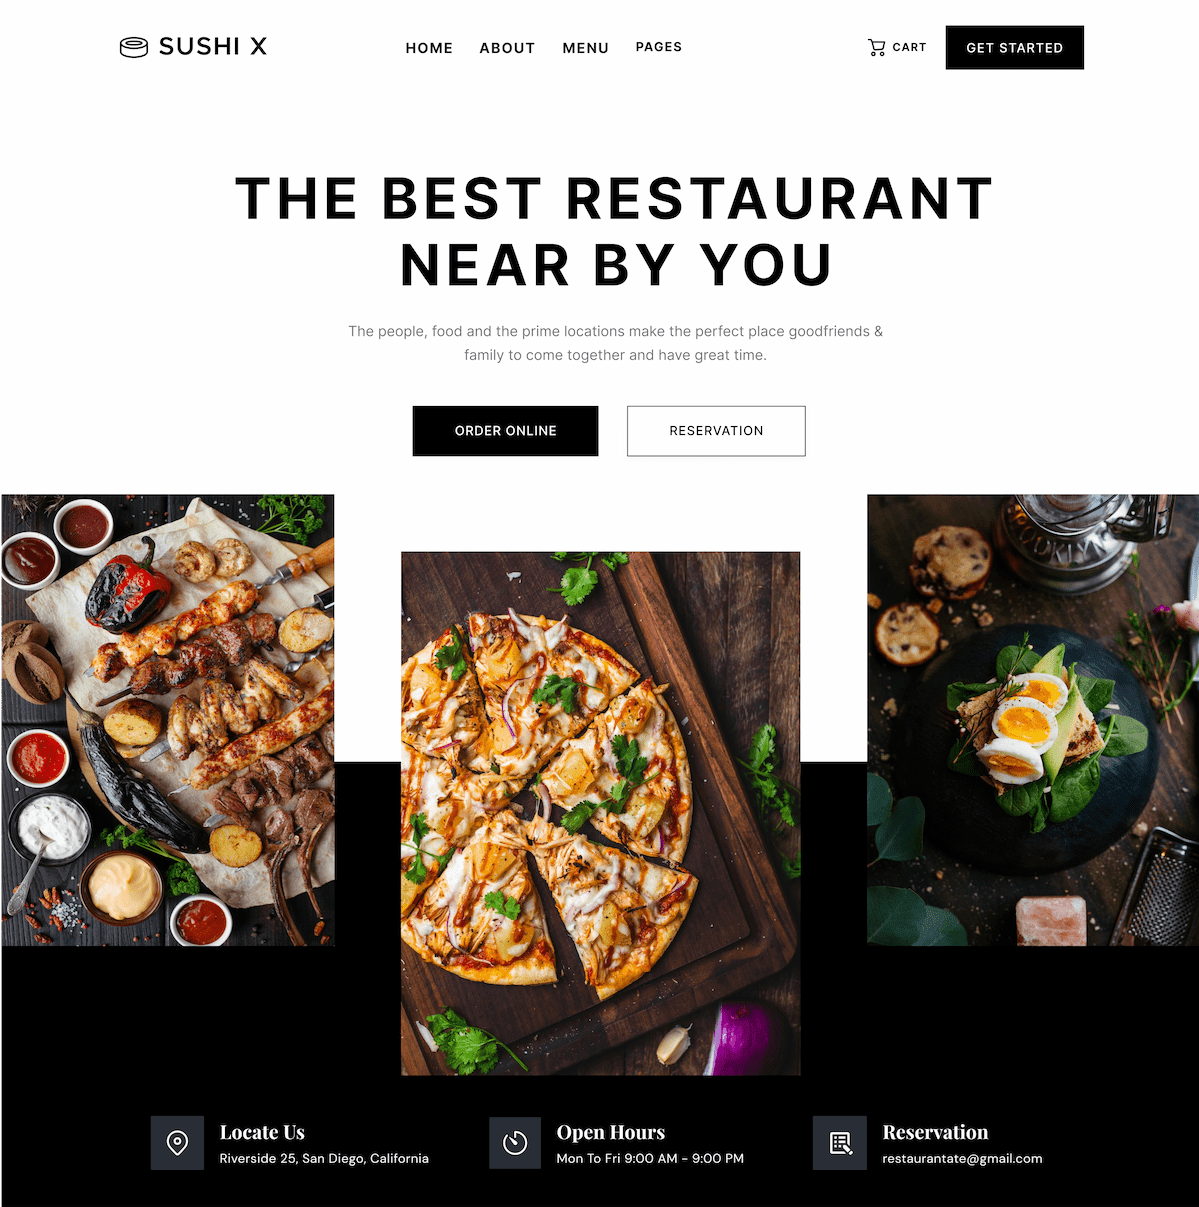 SUSHI X
HOME ABOUT MENU PAGES
CART
GET STARTED
THE BEST RESTAURANT
NEAR BY YOU
The people, food and the prime locations make the perfect place goodfriends &
family to come together and have great time.
ORDER ONLINE
RESERVATION
Locate Us
Riverside 25, San Diego, California
Open Hours
Mon To Fri 9:00 AM - 9:00 PM
Reservation
restaurantate@gmail.com